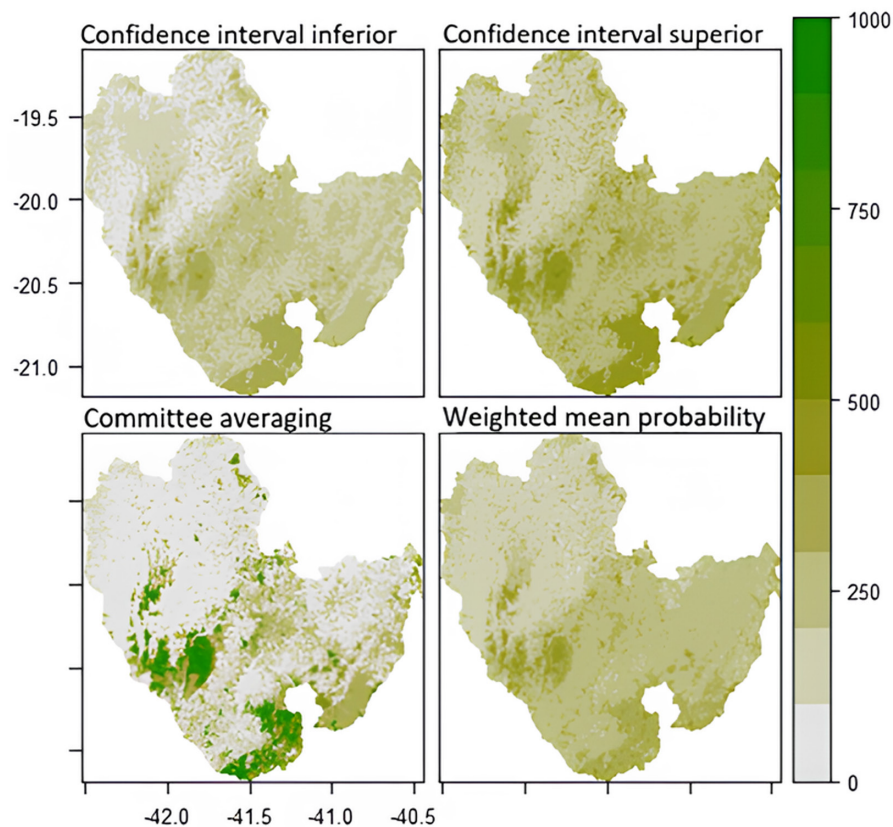 Confidence interval inferior
Confidence interval superior
1000
-19.5
-20.0
-20.5
-21.0
750
500
Committee averaging
Weighted mean probability
250
0
-42.0 -41.5 -41.0 -40.5